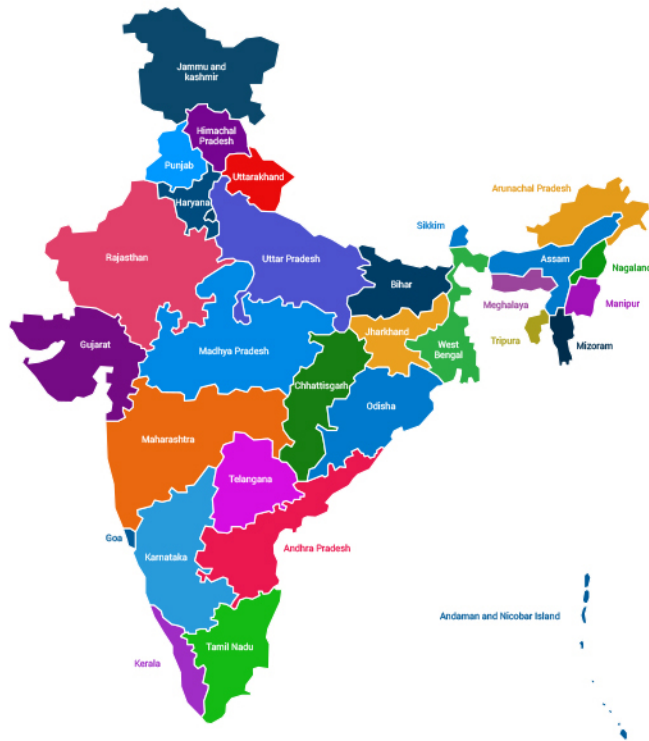 Jammu and
kashmir
Himachal
Pradesh
Punjab
Uttarakhand
Haryana
Arunachal Pradesh
Sikkim
Rajasthan
Uttar Pradesh
Assam
Nagaland
Bihar
Meghalaya
Manipur
Jharkhand
Tripura
Mizoram
Gujarat
Madhya Pradesh
West
Bengal
Chhattisgarh
Odisha
Maharashtra
Telangana
Goa
Karnataka
Andhra Pradesh
Andaman and Nicobar Island
Tamil Nadu
Kerala